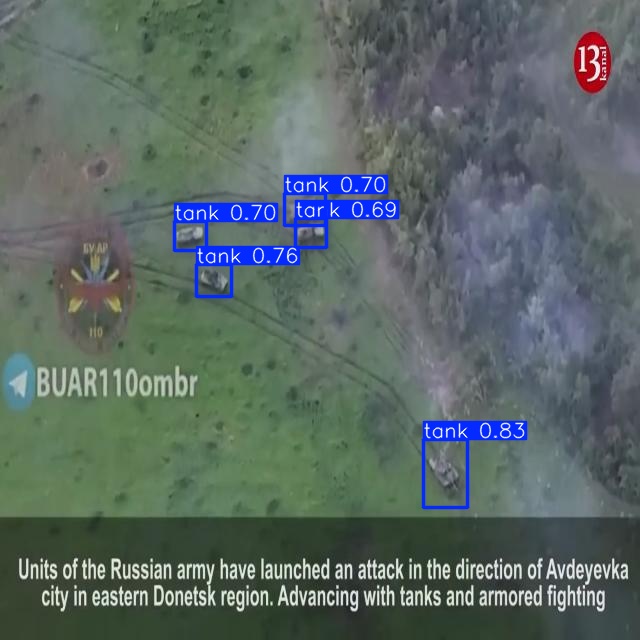 13
kanal
tank 0.70
tank 0.70
tank 0.69
tank 0.76
БУАР
110
BUAR110ombr
tank 0.83
Units of the Russian army have launched an attack in the direction of Avdeyevka
city in eastern Donetsk region. Advancing with tanks and armored fighting